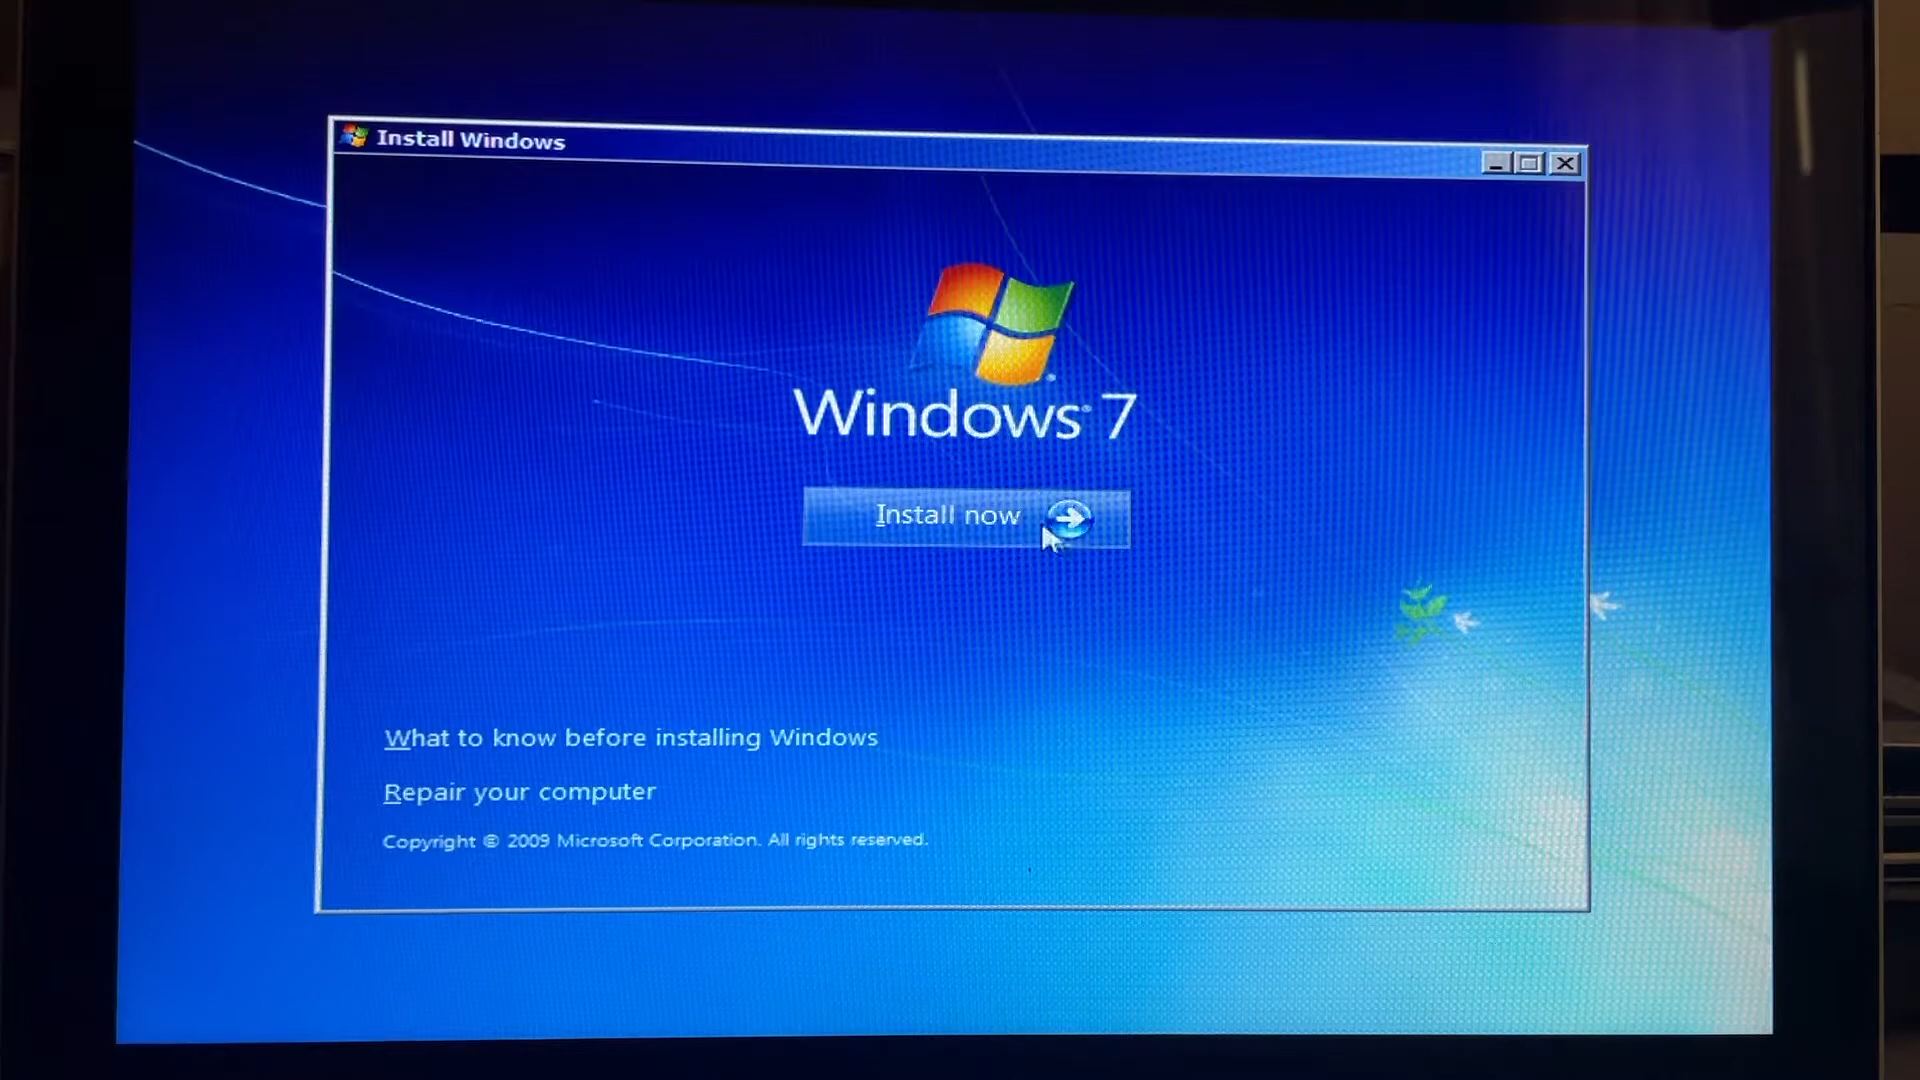 Install Windows
Windows® 7
Install now
What to know before installing Windows
Repair your computer
Copyright © 2009 Microsoft Corporation. All rights reserved.